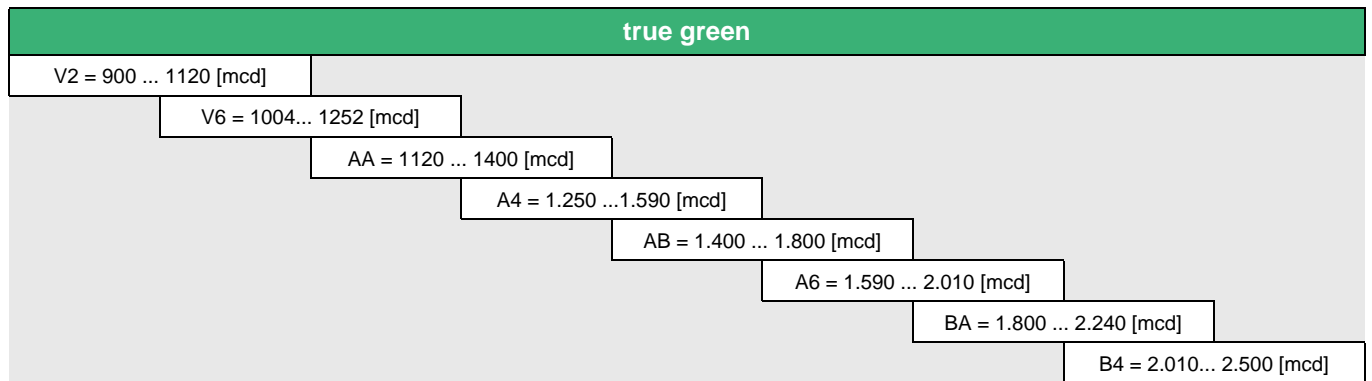 true green
V2 = 900 ... 1120 [mcd]
V6 = 1004... 1252 [mcd]
AA = 1120 ... 1400 [mcd]
A4 = 1.250 ...1.590 [mcd]
AB = 1.400 ... 1.800 [mcd]
A6 = 1.590 ... 2.010 [mcd]
BA = 1.800 ... 2.240 [mcd]
B4 = 2.010... 2.500 [mcd]